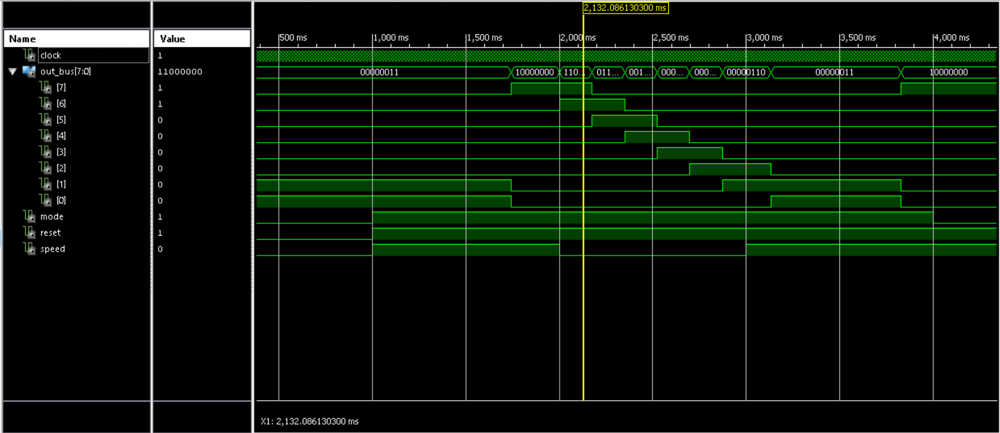 2,132.086130300 ms
Name Value 500 ms 1,000 ms 1,500 ms 2,000 ms 2,500 ms 3,000 ms 3,500 ms 4,000 ms
clock 1
out_bus[7:0] 11000000 00000011 10000000 110... 011... 001... 000... 000... 00000110 00000011 10000000
[7] 1
[6] 1
[5] 0
[4] 0
[3] 0
[2] 0
[1] 0
[0] 0
mode 1
reset 1
speed 0
X1: 2,132.086130300 ms